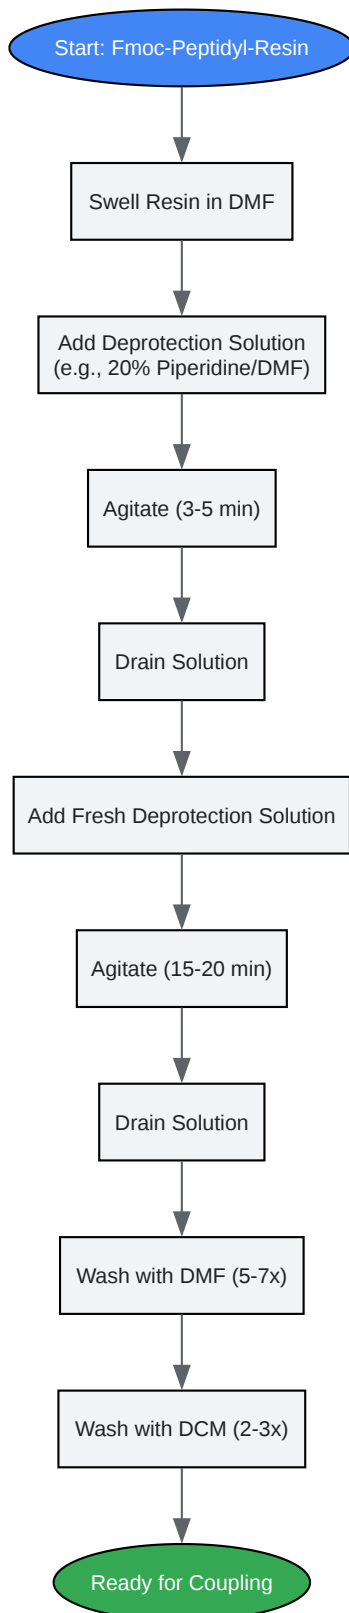 Start: Fmoc-Peptidyl-Resin
Swell Resin in DMF
Add Deprotection Solution
(e.g., 20% Piperidine/DMF)
Agitate (3-5 min)
Drain Solution
Add Fresh Deprotection Solution
Agitate (15-20 min)
Drain Solution
Wash with DMF (5-7x)
Wash with DCM (2-3x)
Ready for Coupling